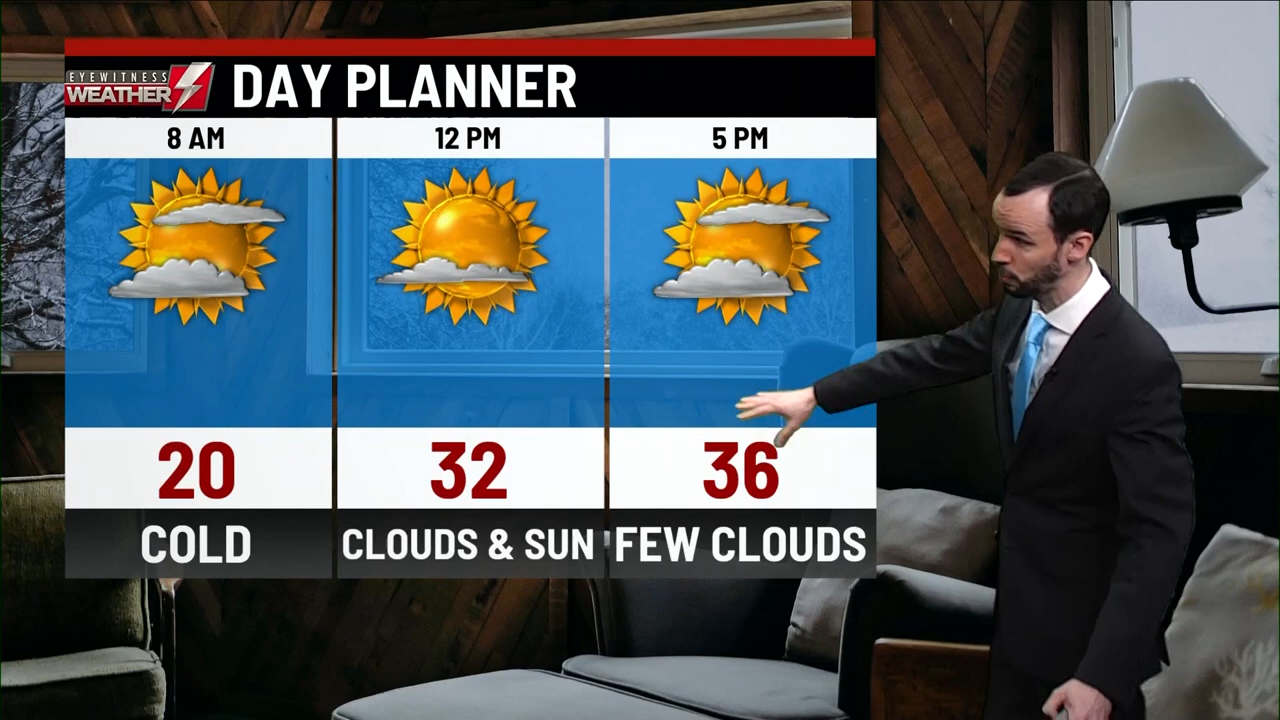 EYEWITNESS
WEATHER
DAY PLANNER
8 AM
12 PM
5 PM
20
32
36
COLD
CLOUDS & SUN
FEW CLOUDS